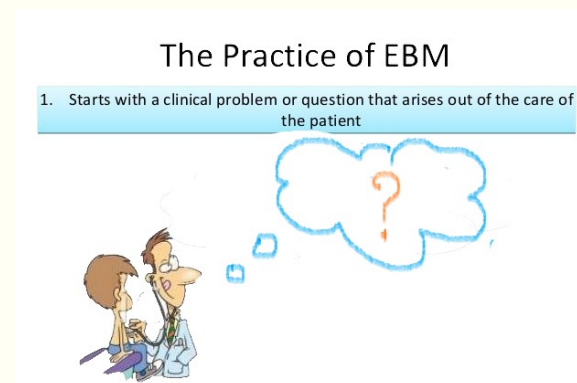 The Practice of EBM
1. Starts with a clinical problem or question that arises out of the care of
the patient
?